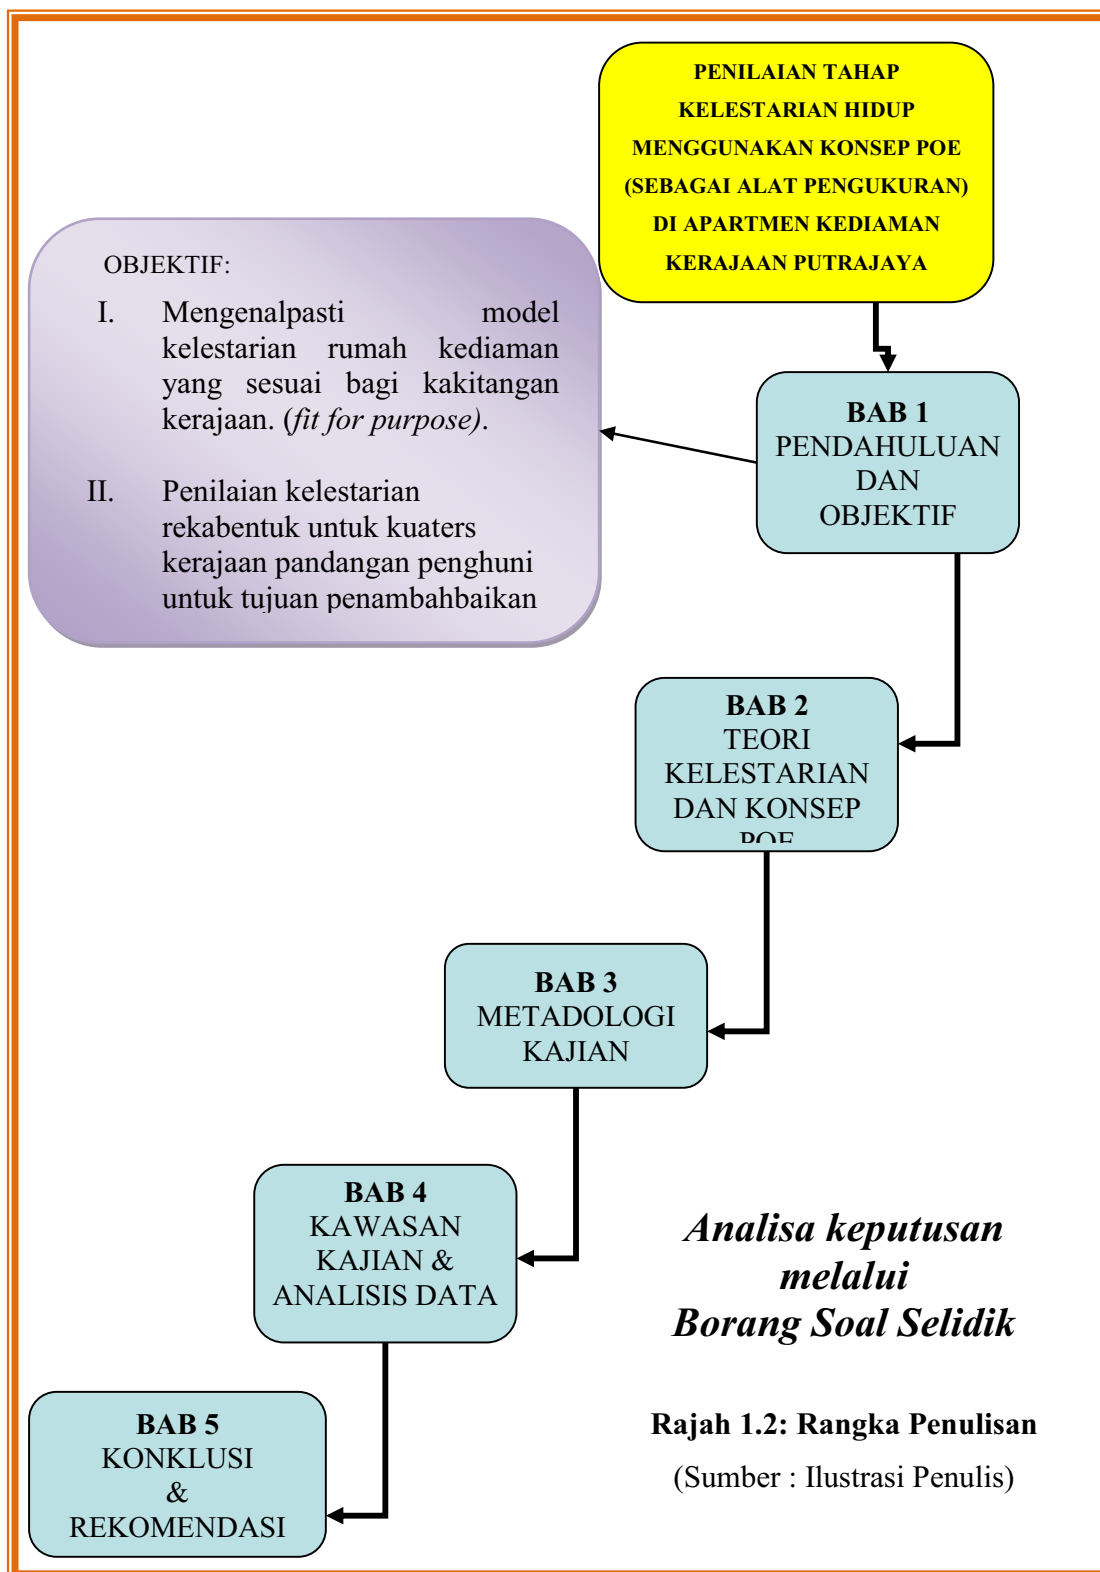 PENILAIAN TAHAP
KELESTARIAN HIDUP
MENGGUNAKAN KONSEP POE
(SEBAGAI ALAT PENGUKURAN)
DI APARTMEN KEDIAMAN
KERAJAAN PUTRAJAYA
OBJEKTIF:
I. Mengenalpasti model
kelestarian rumah kediaman
yang sesuai bagi kakitangan
kerajaan. (fit for purpose).
II. Penilaian kelestarian
rekabentuk untuk kuaters
kerajaan pandangan penghuni
untuk tujuan penambahbaikan
BAB 1
PENDAHULUAN
DAN
OBJEKTIF
BAB 2
TEORI
KELESTARIAN
DAN KONSEP
POE
BAB 3
METADOLOGI
KAJIAN
BAB 4
KAWASAN
KAJIAN &
ANALISIS DATA
Analisa keputusan
melalui
Borang Soal Selidik
BAB 5
KONKLUSI
&
REKOMENDASI
Rajah 1.2: Rangka Penulisan
(Sumber : Ilustrasi Penulis)